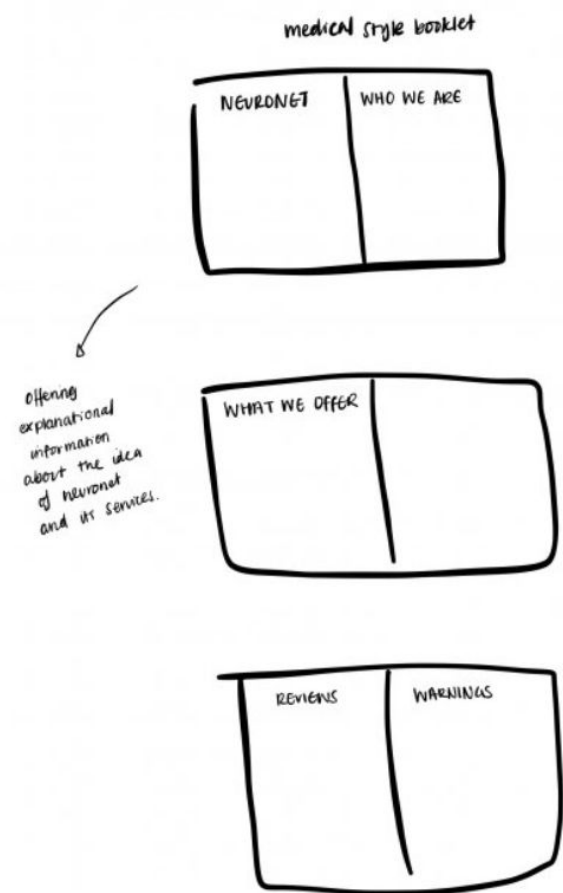 medical style booklet
NEURONET
WHO WE ARE
offering
explanational
information
about the idea
of neuronet
and its services.
WHAT WE OFFER
REVIEWS
WARNINGS